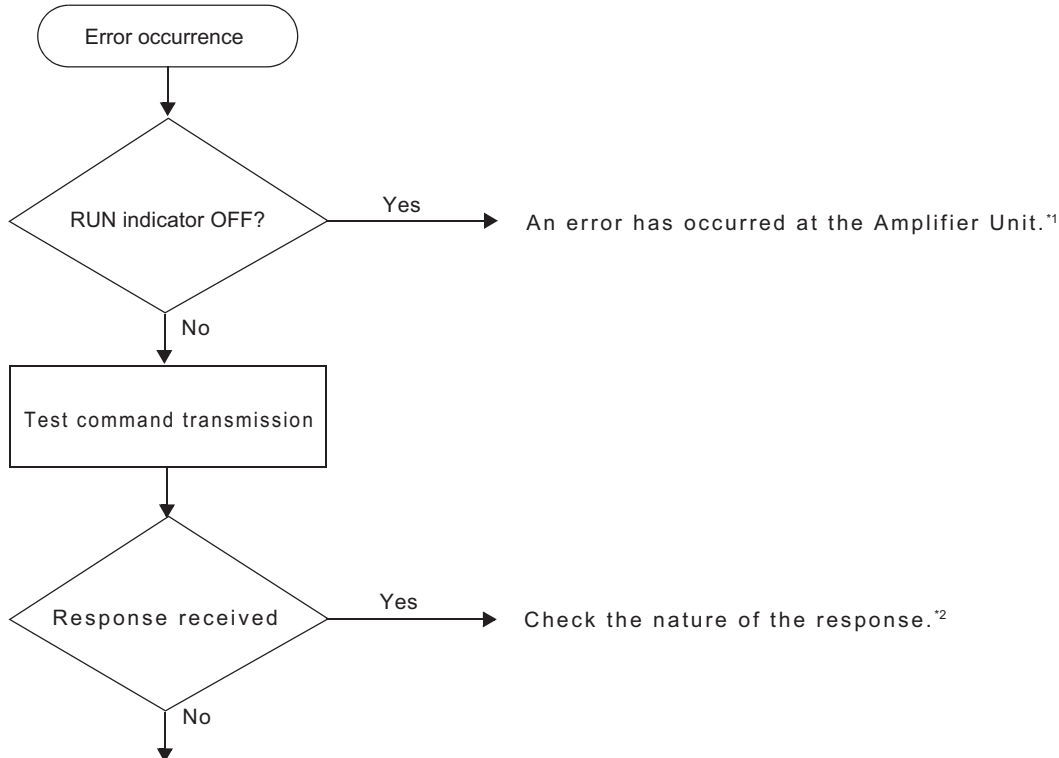 Error occurrence
RUN indicator OFF?
Yes
An error has occurred at the Amplifier Unit.*1
No
Test command transmission
Response received
Yes
Check the nature of the response.*2
No